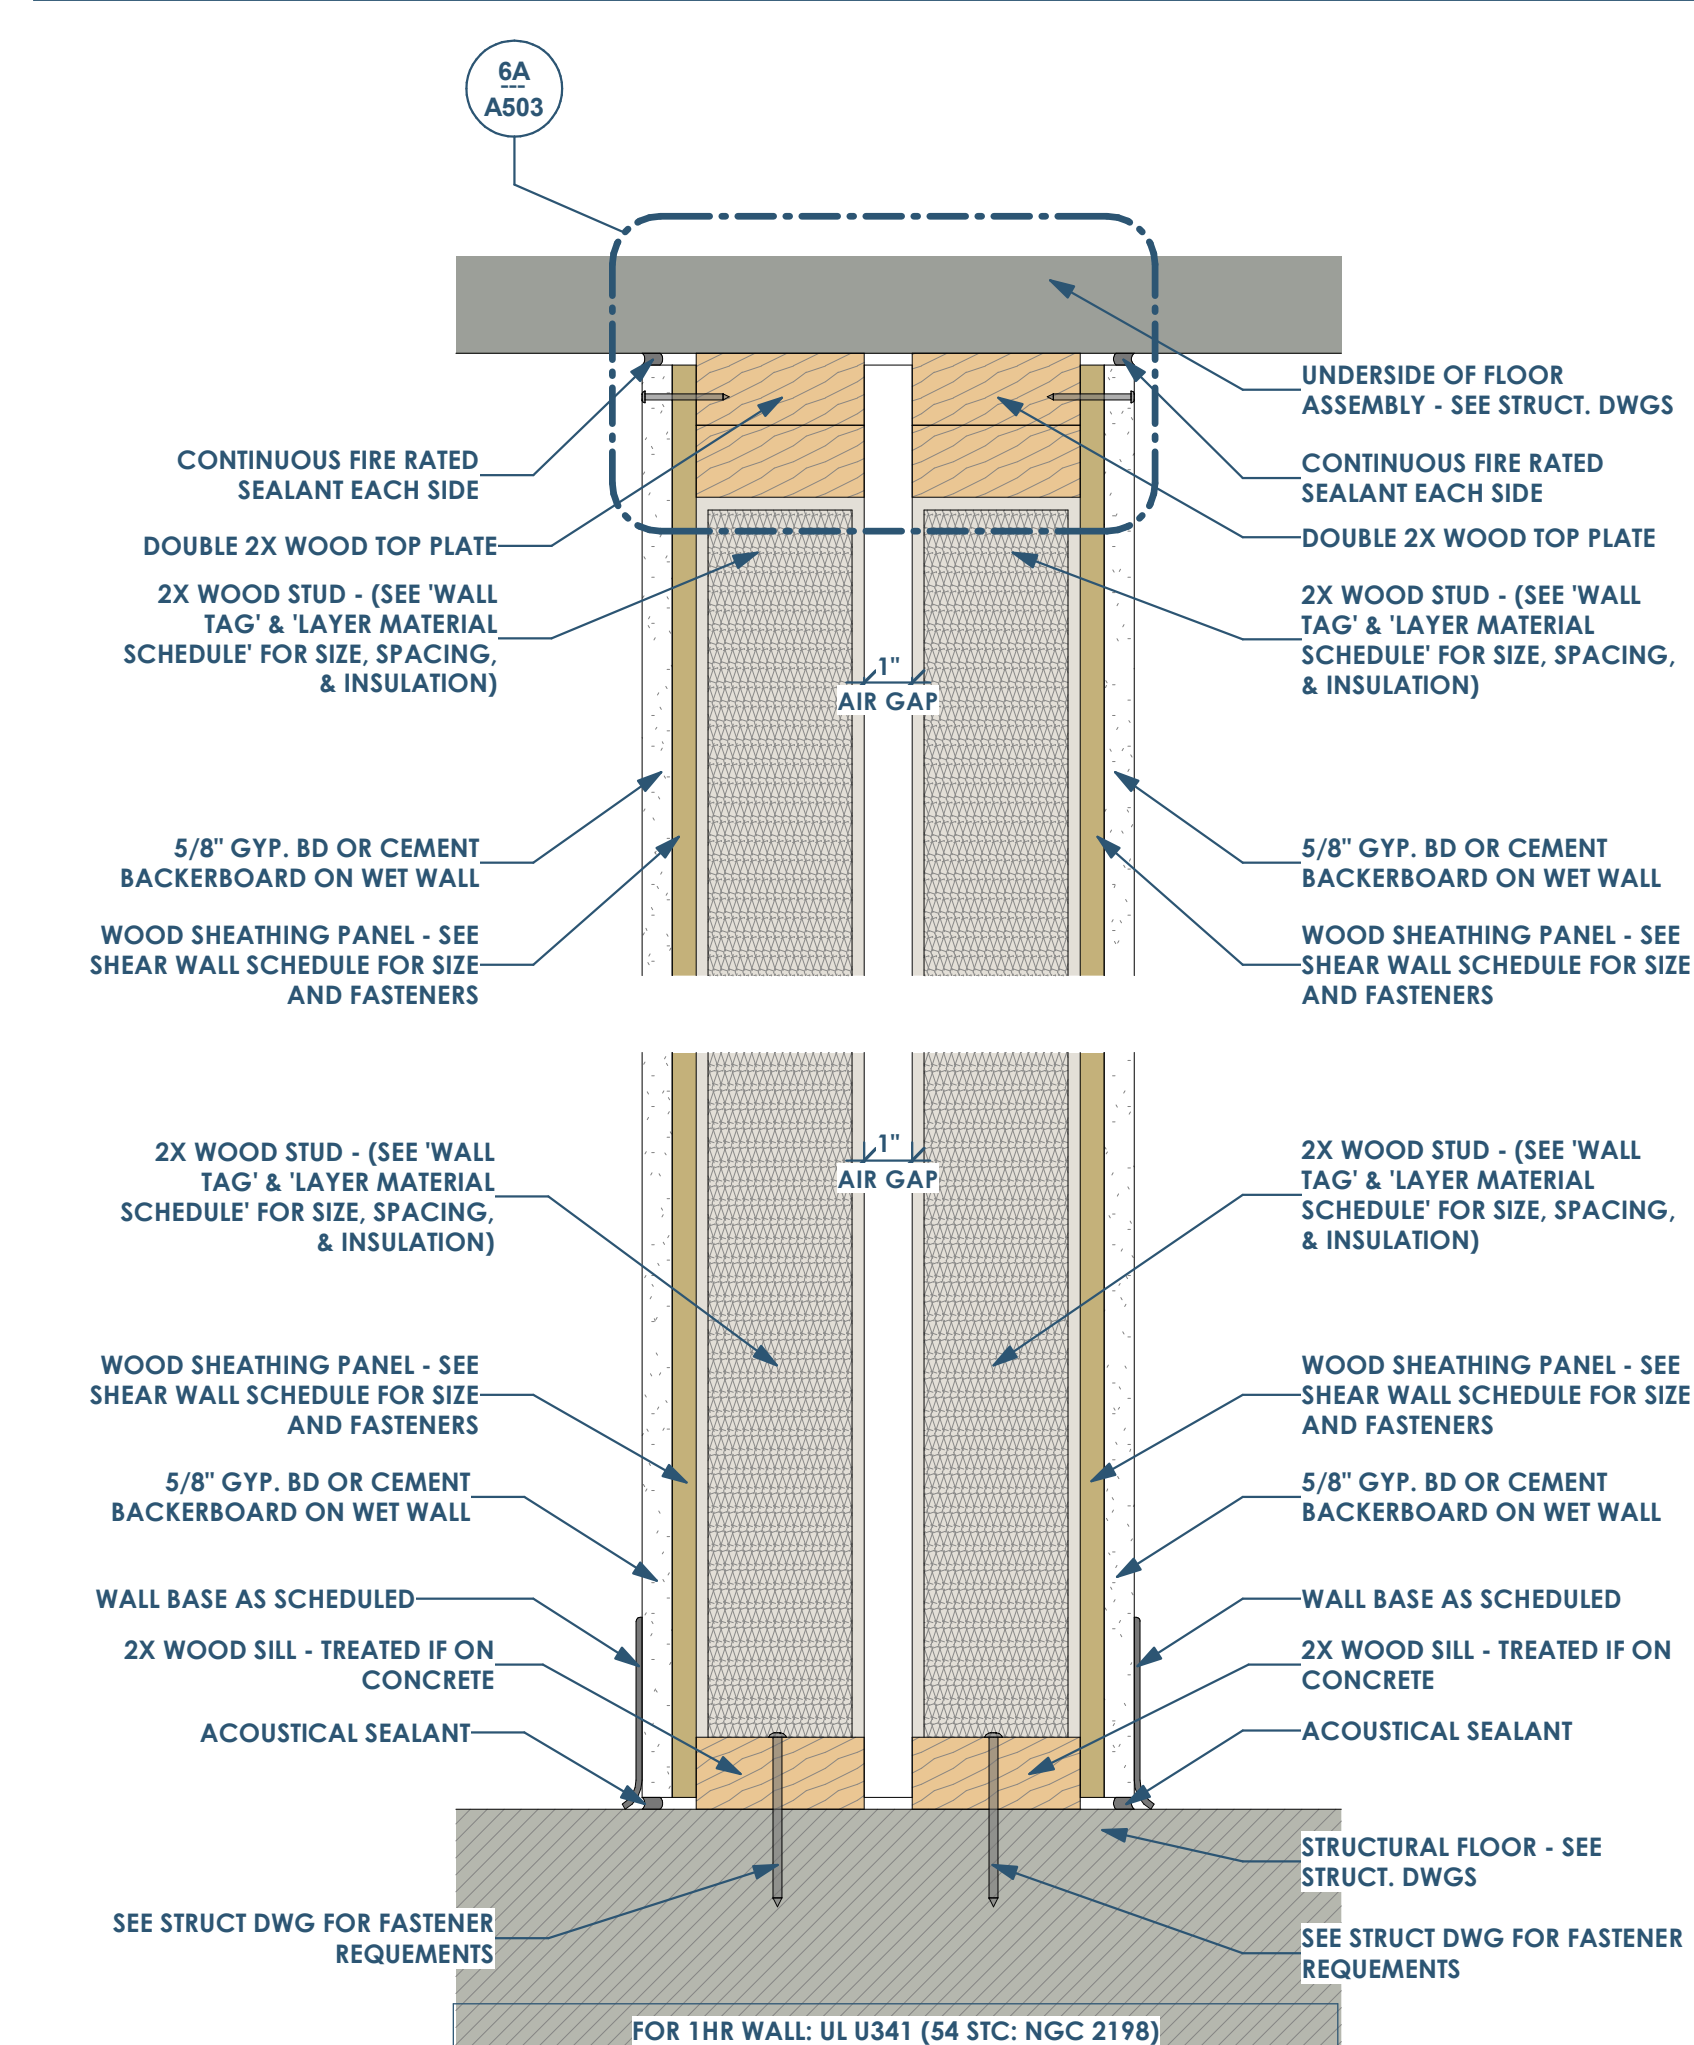 6A
A503
CONTINUOUS FIRE RATED
SEALANT EACH SIDE
DOUBLE 2X WOOD TOP PLATE
2X WOOD STUD - (SEE 'WALL
TAG' & 'LAYER MATERIAL
SCHEDULE' FOR SIZE, SPACING,
& INSULATION)
5/8" GYP. BD OR CEMENT
BACKERBOARD ON WET WALL
WOOD SHEATHING PANEL - SEE
SHEAR WALL SCHEDULE FOR SIZE
AND FASTENERS
1"
AIR GAP
UNDERSIDE OF FLOOR
ASSEMBLY - SEE STRUCT. DWGS
CONTINUOUS FIRE RATED
SEALANT EACH SIDE
DOUBLE 2X WOOD TOP PLATE
2X WOOD STUD - (SEE 'WALL
TAG' & 'LAYER MATERIAL
SCHEDULE' FOR SIZE, SPACING,
& INSULATION)
5/8" GYP. BD OR CEMENT
BACKERBOARD ON WET WALL
WOOD SHEATHING PANEL - SEE
SHEAR WALL SCHEDULE FOR SIZE
AND FASTENERS
2X WOOD STUD - (SEE 'WALL
TAG' & 'LAYER MATERIAL
SCHEDULE' FOR SIZE, SPACING,
& INSULATION)
WOOD SHEATHING PANEL - SEE
SHEAR WALL SCHEDULE FOR SIZE
AND FASTENERS
5/8" GYP. BD OR CEMENT
BACKERBOARD ON WET WALL
WALL BASE AS SCHEDULED
2X WOOD SILL - TREATED IF ON
CONCRETE
ACOUSTICAL SEALANT
SEE STRUCT DWG FOR FASTENER
REQUEMENTS
1"
AIR GAP
2X WOOD STUD - (SEE 'WALL
TAG' & 'LAYER MATERIAL
SCHEDULE' FOR SIZE, SPACING,
& INSULATION)
WOOD SHEATHING PANEL - SEE
SHEAR WALL SCHEDULE FOR SIZE
AND FASTENERS
5/8" GYP. BD OR CEMENT
BACKERBOARD ON WET WALL
WALL BASE AS SCHEDULED
2X WOOD SILL - TREATED IF ON
CONCRETE
ACOUSTICAL SEALANT
STRUCTURAL FLOOR - SEE
STRUCT. DWGS
SEE STRUCT DWG FOR FASTENER
REQUEMENTS
FOR 1HR WALL: UL U341 (54 STC: NGC 2198)